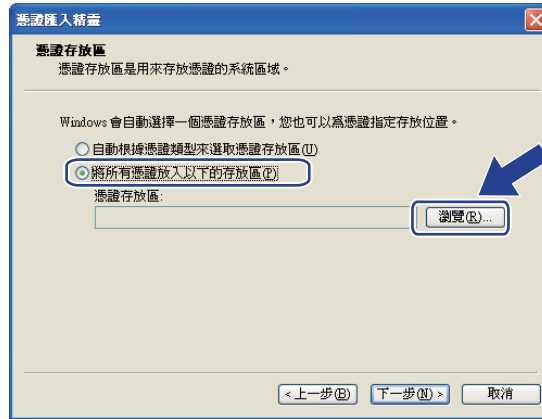 憑證匯入精靈
憑證存放區
憑證存放區是用來存放憑證的系統區域。
Windows 會自動選擇一個憑證存放區，您也可以為憑證指定存放位置。
自動根據憑證類型來選取憑證存放區(U)
將所有憑證放入以下的存放區(P)
憑證存放區:
瀏覽(R)...
<上一步(B) 下一步(N)> 取消